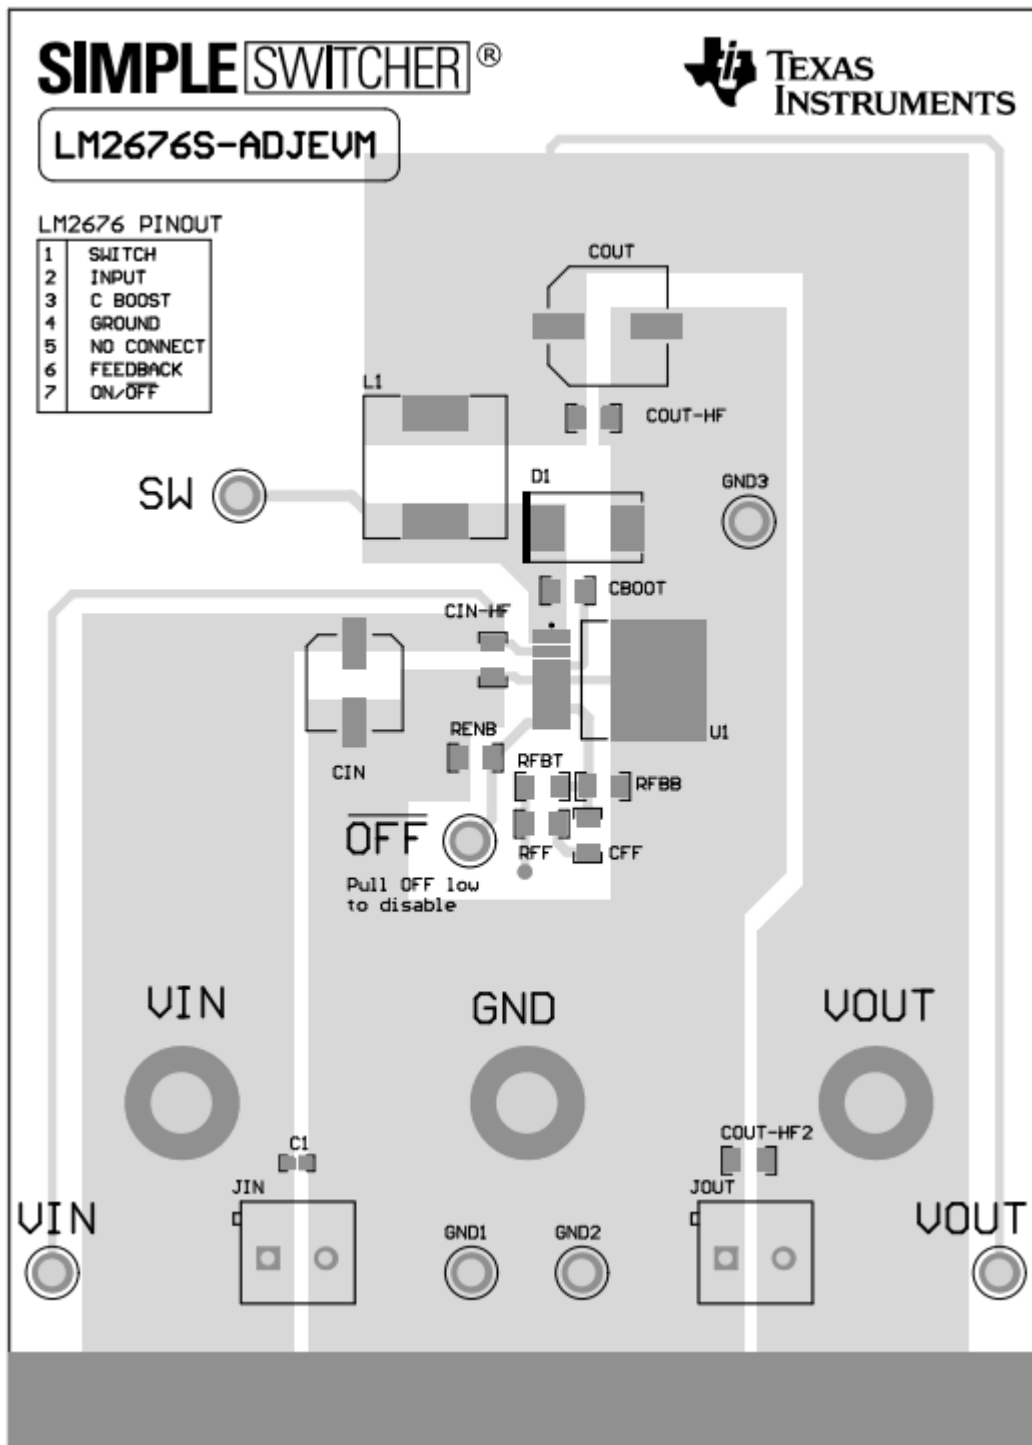 SIMPLE SWITCHER®
TEXAS
INSTRUMENTS
LM2676S-ADJEVM
LM2676 PINOUT
1 SWITCH
2 INPUT
3 C BOOST
4 GROUND
5 NO CONNECT
6 FEEDBACK
7 ON/OFF
COUT
L1
COUT-HF
D1
SW
GND3
CBOOT
CIN-HF
RENB
U1
CIN
RFBT
RFBB
OFF
RFF
CFF
Pull OFF low
to disable
VIN
GND
VOUT
C1
COUT-HF2
JIN
JOUT
VIN
GND1
GND2
VOUT